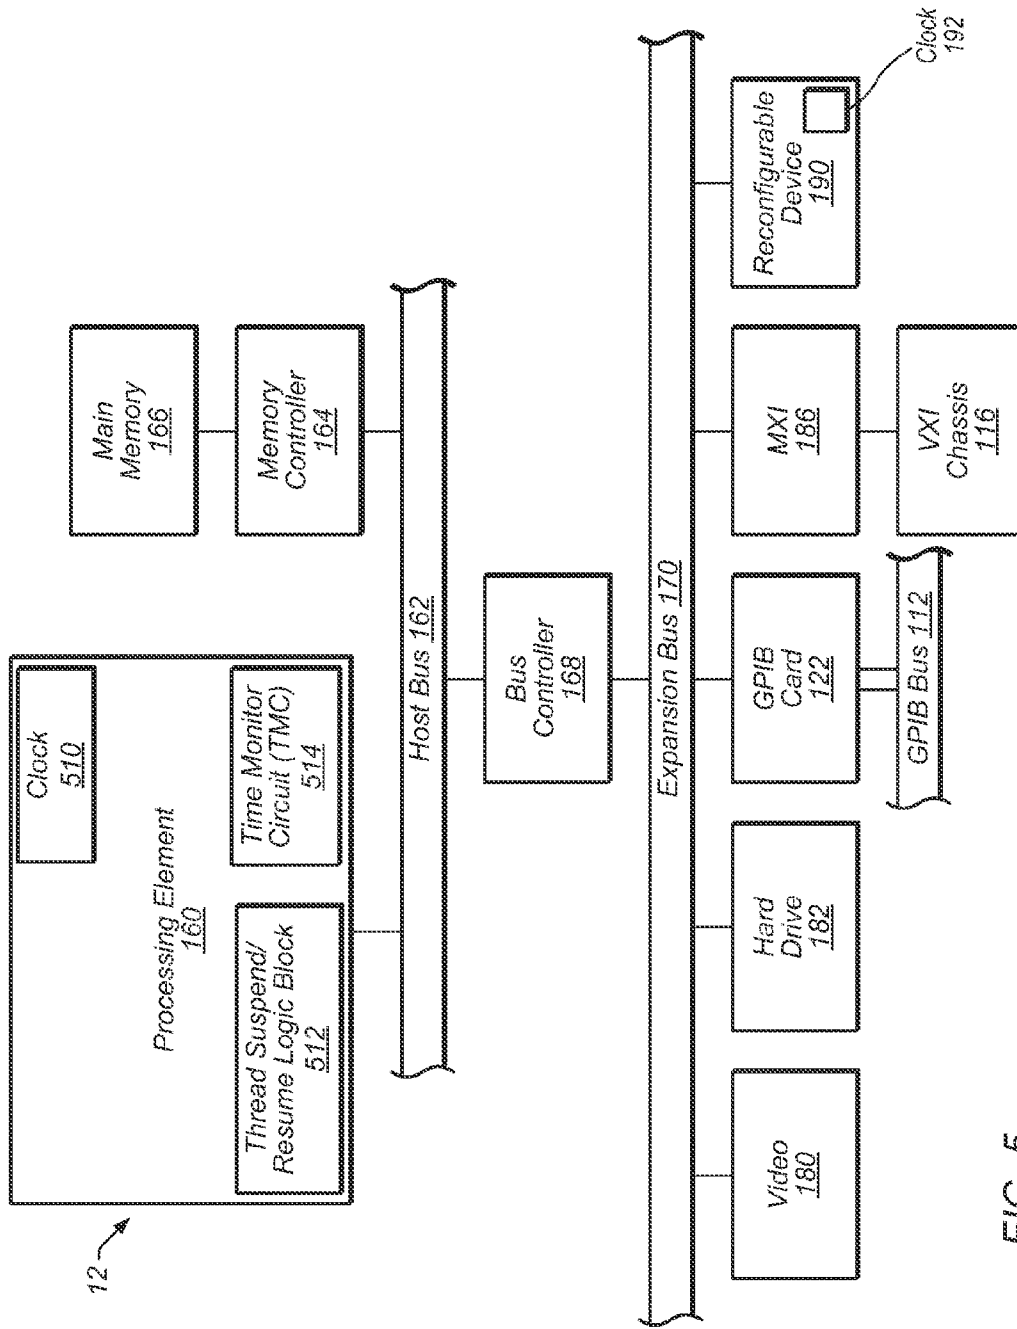 12
Processing Element
160
Clock
510
Thread Suspend/
Resume Logic Block
512
Time Monitor
Circuit (TMC)
514
Main
Memory
166
Memory
Controller
164
Host Bus 162
Bus
Controller
168
Expansion Bus 170
Video
180
Hard
Drive
182
GPIB
Card
122
MXI
186
Reconfigurable
Device
190
Clock
192
GPIB Bus 112
VXI
Chassis
116
FIG. 5